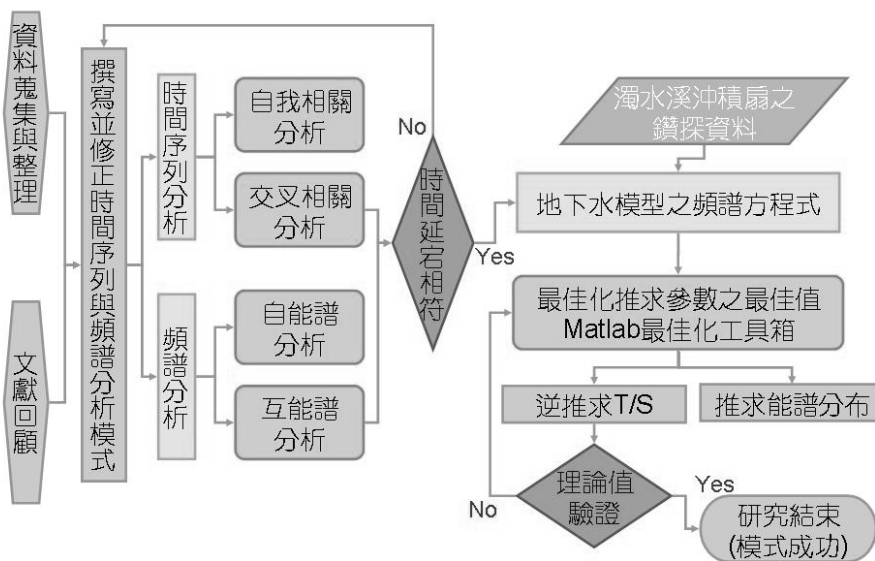 資料蒐集與整理
文獻回顧
撰寫並修正時間序列與頻譜分析模式
時間序列分析
頻譜分析
自我相關
分析
交叉相關
分析
自能譜
分析
互能譜
分析
時間延宕相符
No
Yes
濁水溪沖積扇之
鑽探資料
地下水模型之頻譜方程式
最佳化推求參數之最佳值
Matlab最佳化工具箱
逆推求T/S
推求能譜分布
理論值
驗證
No
Yes
研究結束
(模式成功)